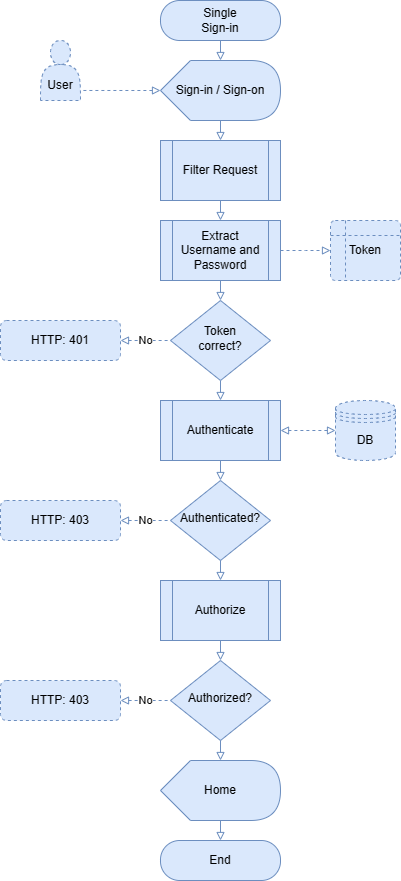 Single
Sign-in
User
Sign-in / Sign-on
Filter Request
Extract
Username and
Password
Token
Token
correct?
No
HTTP: 401
Authenticate
DB
Authenticated?
No
HTTP: 403
Authorize
Authorized?
No
HTTP: 403
Home
End